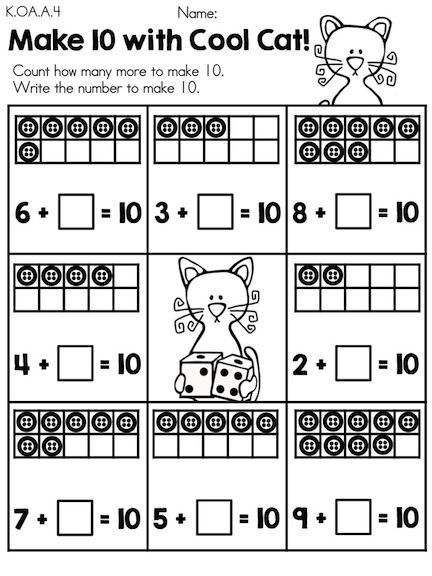 K.OA.A.4 Name:
Make 10 with Cool Cat!
Count how many more to make 10.
Write the number to make 10.
6 + = 10 3 + = 10 8 + = 10
4 + = 10 2 + = 10
7 + = 10 5 + = 10 9 + = 10